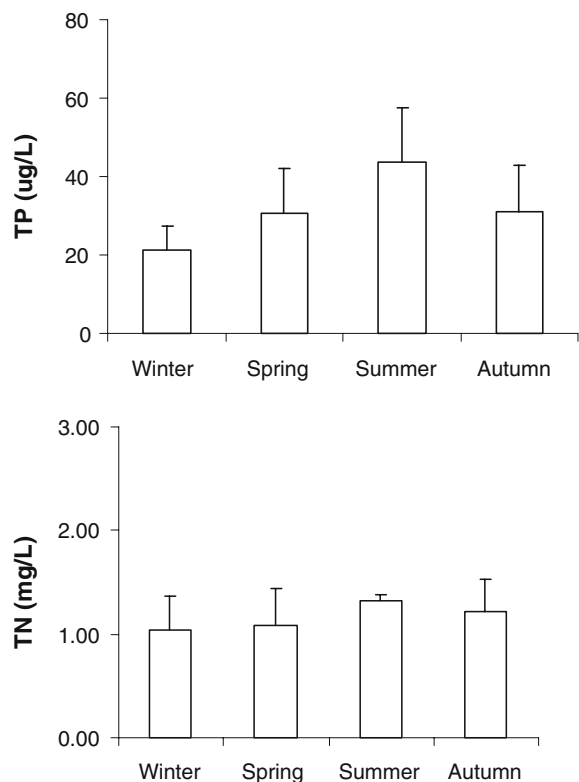 80
60
40
20
0
TP (ug/L)
Winter Spring Summer Autumn
3.00
2.00
1.00
0.00
TN (mg/L)
Winter Spring Summer Autumn